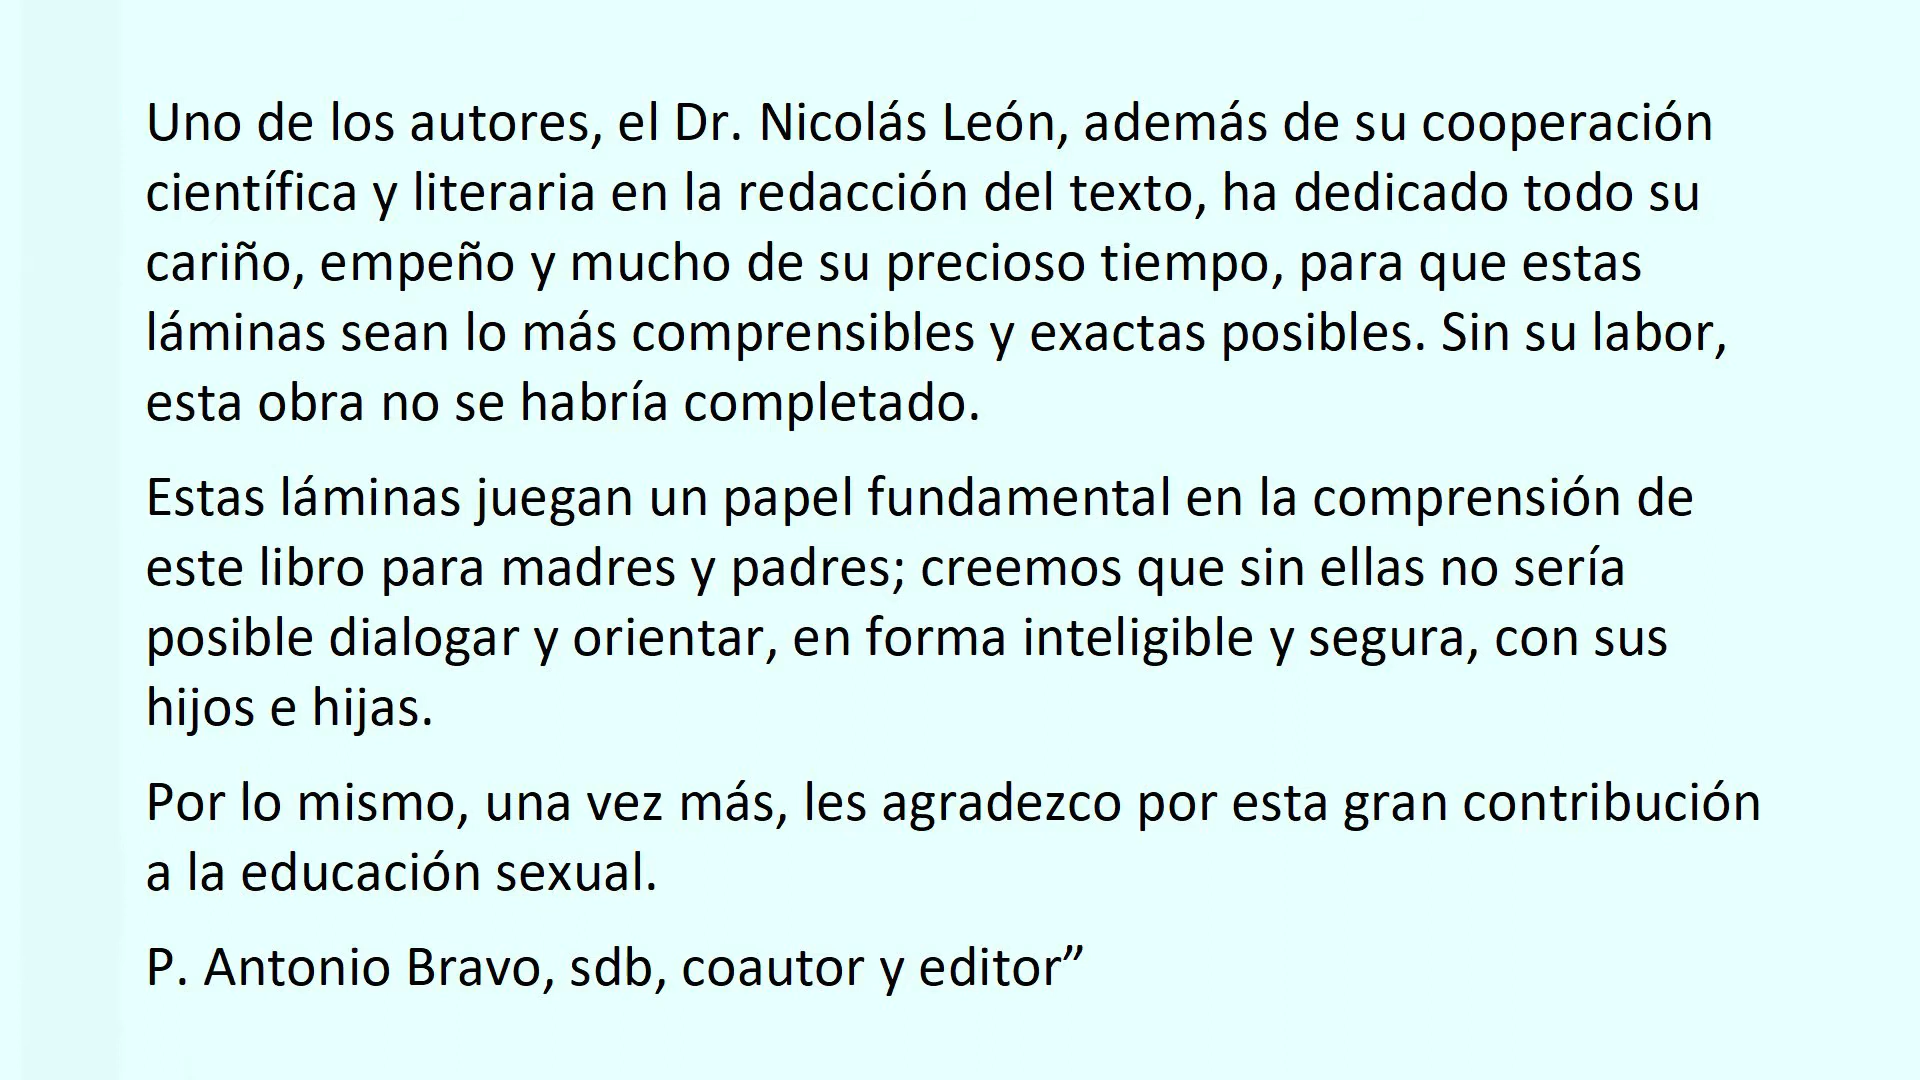 Uno de los autores, el Dr. Nicolás León, además de su cooperación
científica y literaria en la redacción del texto, ha dedicado todo su
cariño, empeño y mucho de su precioso tiempo, para que estas
láminas sean lo más comprensibles y exactas posibles. Sin su labor,
esta obra no se habría completado.
Estas láminas juegan un papel fundamental en la comprensión de
este libro para madres y padres; creemos que sin ellas no sería
posible dialogar y orientar, en forma inteligible y segura, con sus
hijos e hijas.
Por lo mismo, una vez más, les agradezco por esta gran contribución
a la educación sexual.
P. Antonio Bravo, sdb, coautor y editor”